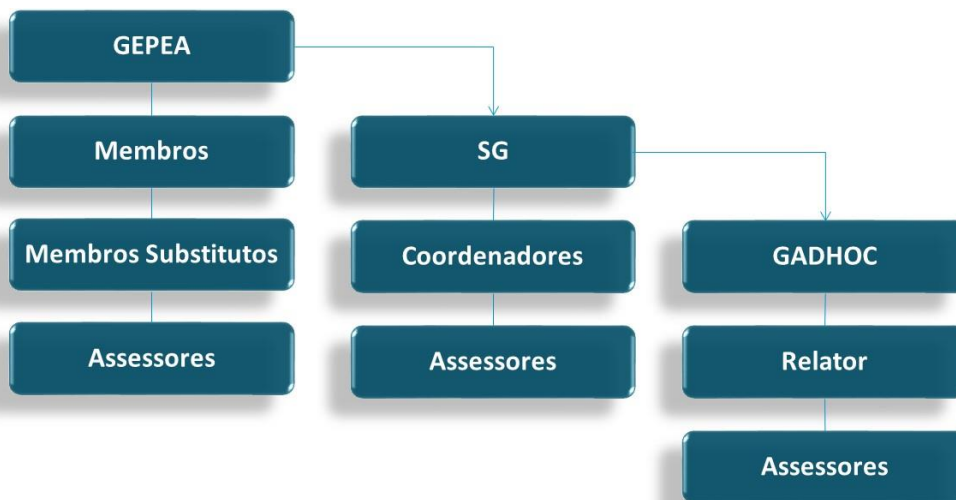 GEPEA
Membros
Membros Substitutos
Assessores
SG
Coordenadores
Assessores
GADHOC
Relator
Assessores